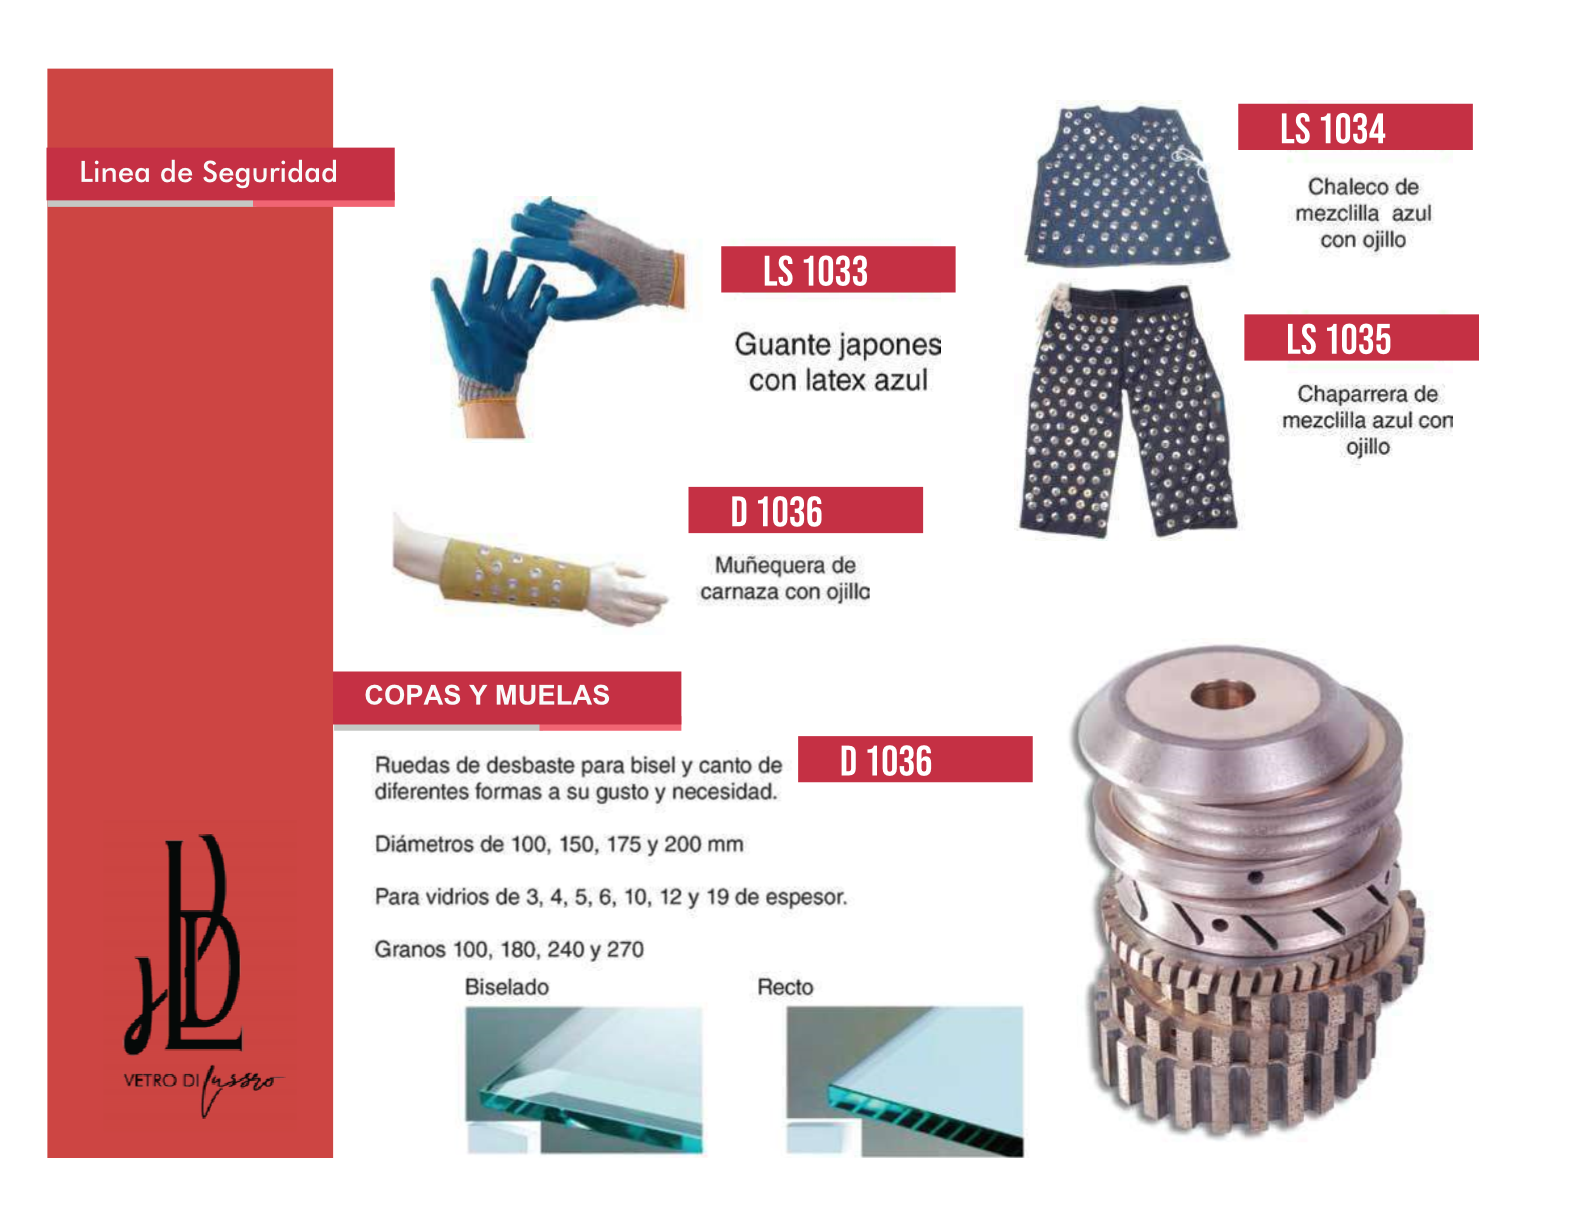 Linea de Seguridad
LS 1033
Guante japones
con latex azul
LS 1034
Chaleco de
mezclilla azul
con ojillo
LS 1035
Chaparrera de
mezclilla azul con
ojillo
D 1036
Muñequera de
carnaza con ojillo
COPAS Y MUELAS
D 1036
Ruedas de desbaste para bisel y canto de
diferentes formas a su gusto y necesidad.
Diámetros de 100, 150, 175 y 200 mm
Para vidrios de 3, 4, 5, 6, 10, 12 y 19 de espesor.
Granos 100, 180, 240 y 270
Biselado
Recto
VETRO DI Lussro